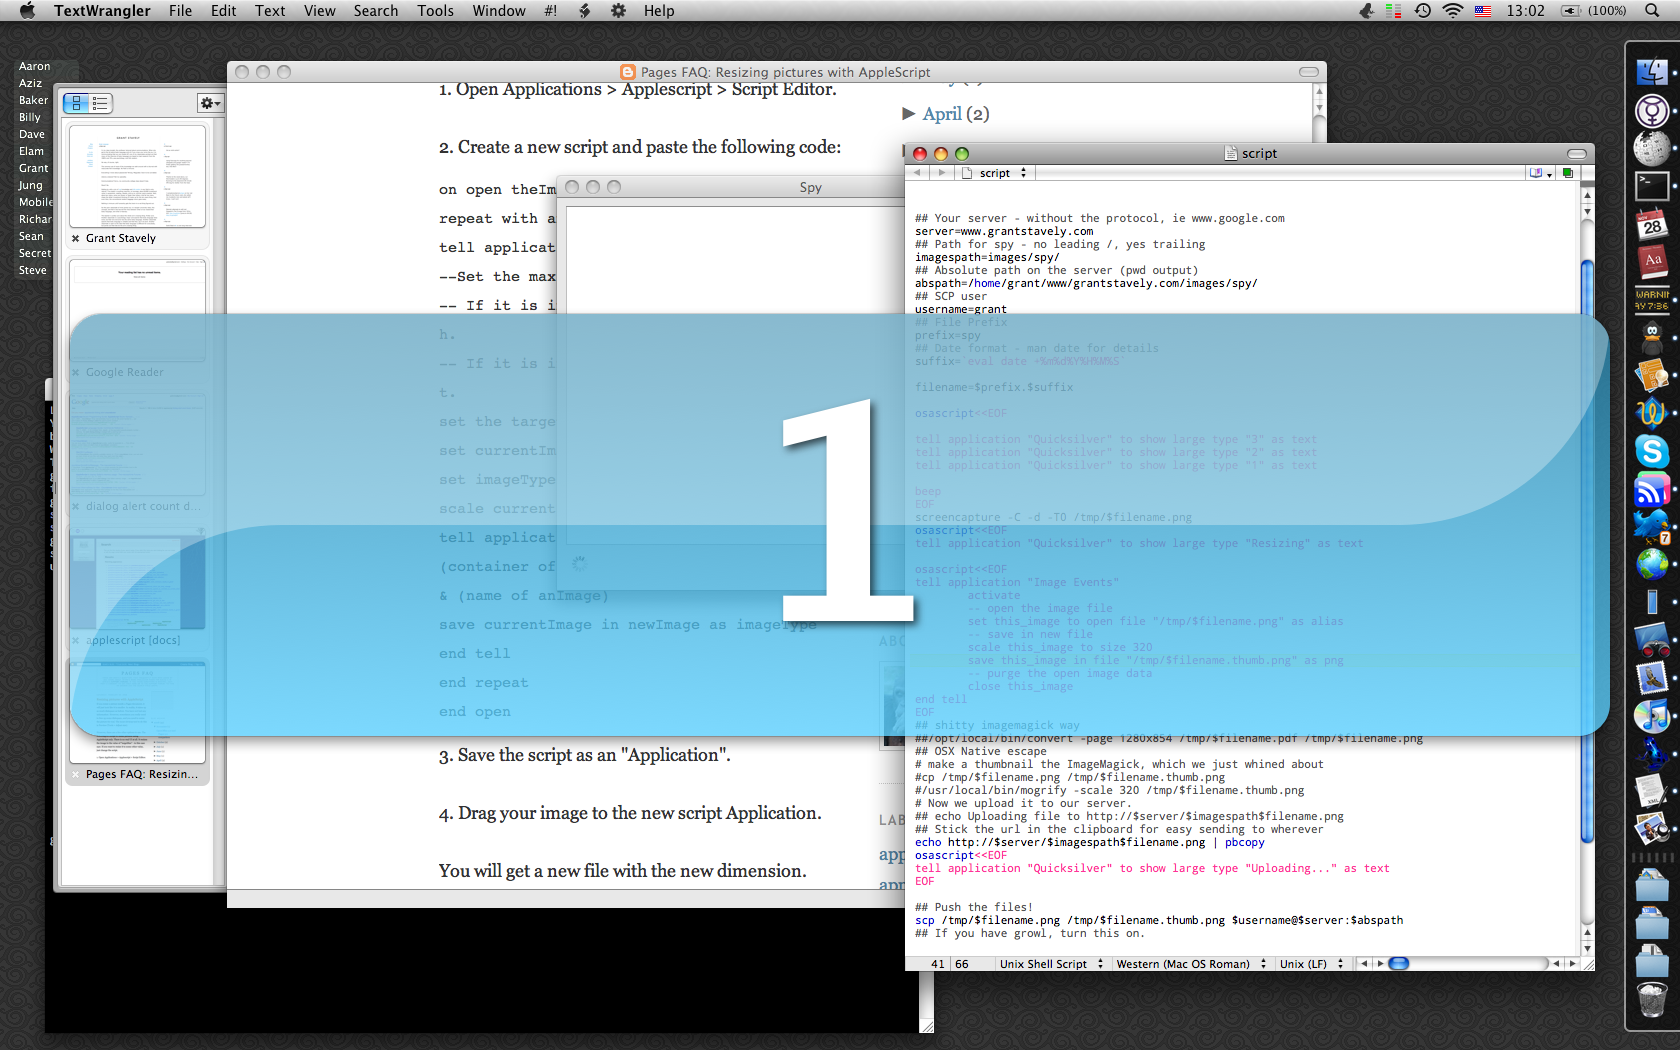 TextWrangler File Edit Text View Search Tools Window #! Help
13:02 (100%)
Aaron
Aziz
Baker
Billy
Dave
Elam
Grant
Jung
Mobile
Richar
Sean
Secret
Steve
Grant Stavely
Google Reader
dialog alert count d...
applescript [docs]
Pages FAQ: Resizin...
Pages FAQ: Resizing pictures with AppleScript
1. Open Applications > Applescript > Script Editor.
2. Create a new script and paste the following code:
on open theIm
repeat with a
tell applicat
--Set the max
-- If it is i
h.
-- If it is i
t.
set the targe
set currentIm
set imageType
scale current
tell applicat
(container of
& (name of anImage)
save currentImage in newImage as imageType
end tell
end repeat
end open
3. Save the script as an "Application".
4. Drag your image to the new script Application.
You will get a new file with the new dimension.
April (2)
ABO
LAB
app
app
Spy
1
script
script
## Your server - without the protocol, ie www.google.com
server=www.grantstavely.com
## Path for spy - no leading /, yes trailing
imagespath=images/spy/
## Absolute path on the server (pwd output)
abspath=/home/grant/www/grantstavely.com/images/spy/
## SCP user
username=grant
## File Prefix
prefix=spy
## Date format - man date for details
suffix=`eval date +%m%d%Y%H%M%S`
filename=$prefix.$suffix
osascript<<EOF
tell application "Quicksilver" to show large type "3" as text
tell application "Quicksilver" to show large type "2" as text
tell application "Quicksilver" to show large type "1" as text
beep
EOF
screencapture -C -d -T0 /tmp/$filename.png
osascript<<EOF
tell application "Quicksilver" to show large type "Resizing" as text
osascript<<EOF
tell application "Image Events"
activate
-- open the image file
set this_image to open file "/tmp/$filename.png" as alias
-- save in new file
scale this_image to size 320
save this_image in file "/tmp/$filename.thumb.png" as png
-- purge the open image data
close this_image
end tell
EOF
## shitty imagemagick way
##/opt/local/bin/convert -page 1280x854 /tmp/$filename.pdf /tmp/$filename.png
## OSX Native escape
# make a thumbnail the ImageMagick, which we just whined about
#cp /tmp/$filename.png /tmp/$filename.thumb.png
#/usr/local/bin/mogrify -scale 320 /tmp/$filename.thumb.png
# Now we upload it to our server.
## echo Uploading file to http://$server/$imagespath$filename.png
## Stick the url in the clipboard for easy sending to wherever
echo http://$server/$imagespath$filename.png | pbcopy
osascript<<EOF
tell application "Quicksilver" to show large type "Uploading..." as text
EOF
## Push the files!
scp /tmp/$filename.png /tmp/$filename.thumb.png $username@$server:$abspath
## If you have growl, turn this on.
41 66 Unix Shell Script Western (Mac OS Roman) Unix (LF)
NOV
28
Aa
WARNIN
AY 7:36
7
XML